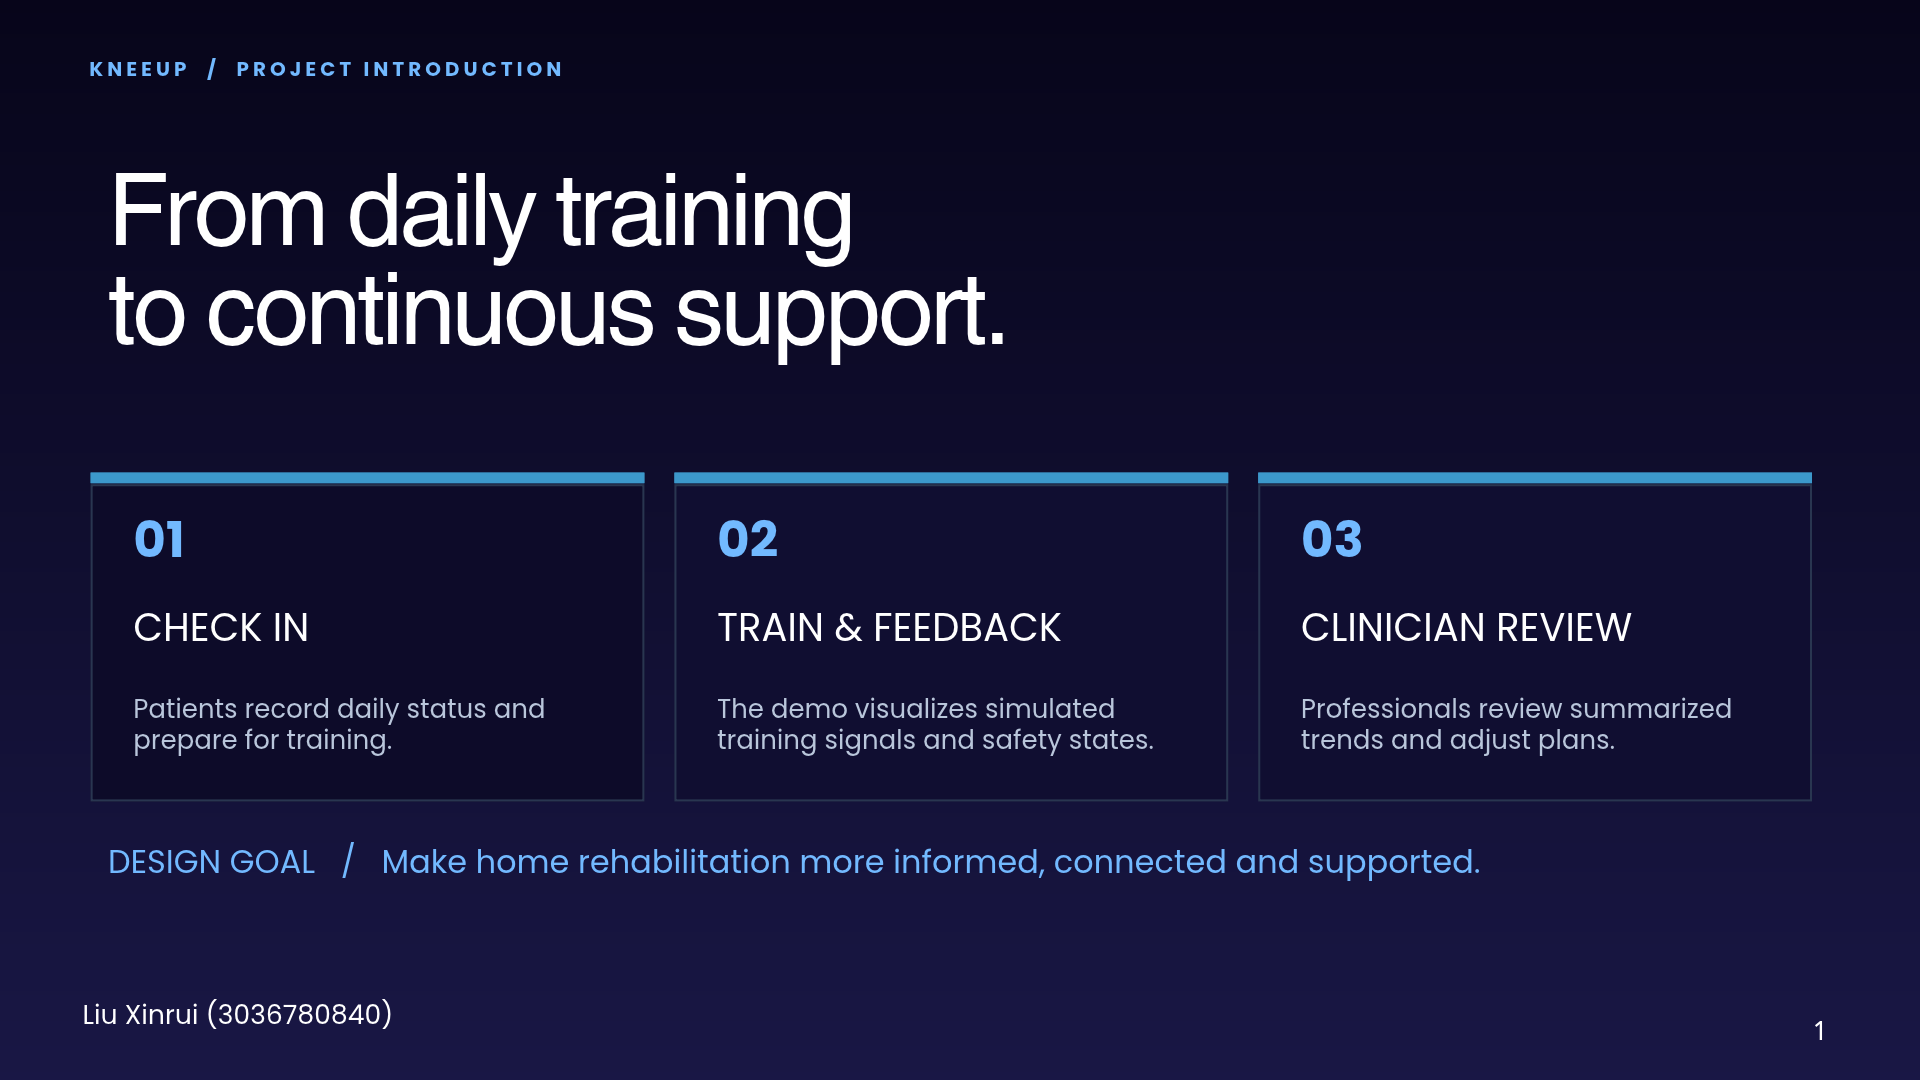 KNEEUP / PROJECT INTRODUCTION
From daily training
to continuous support.
01
CHECK IN
Patients record daily status and
prepare for training.
02
TRAIN & FEEDBACK
The demo visualizes simulated
training signals and safety states.
03
CLINICIAN REVIEW
Professionals review summarized
trends and adjust plans.
DESIGN GOAL / Make home rehabilitation more informed, connected and supported.
Liu Xinrui (3036780840)
1